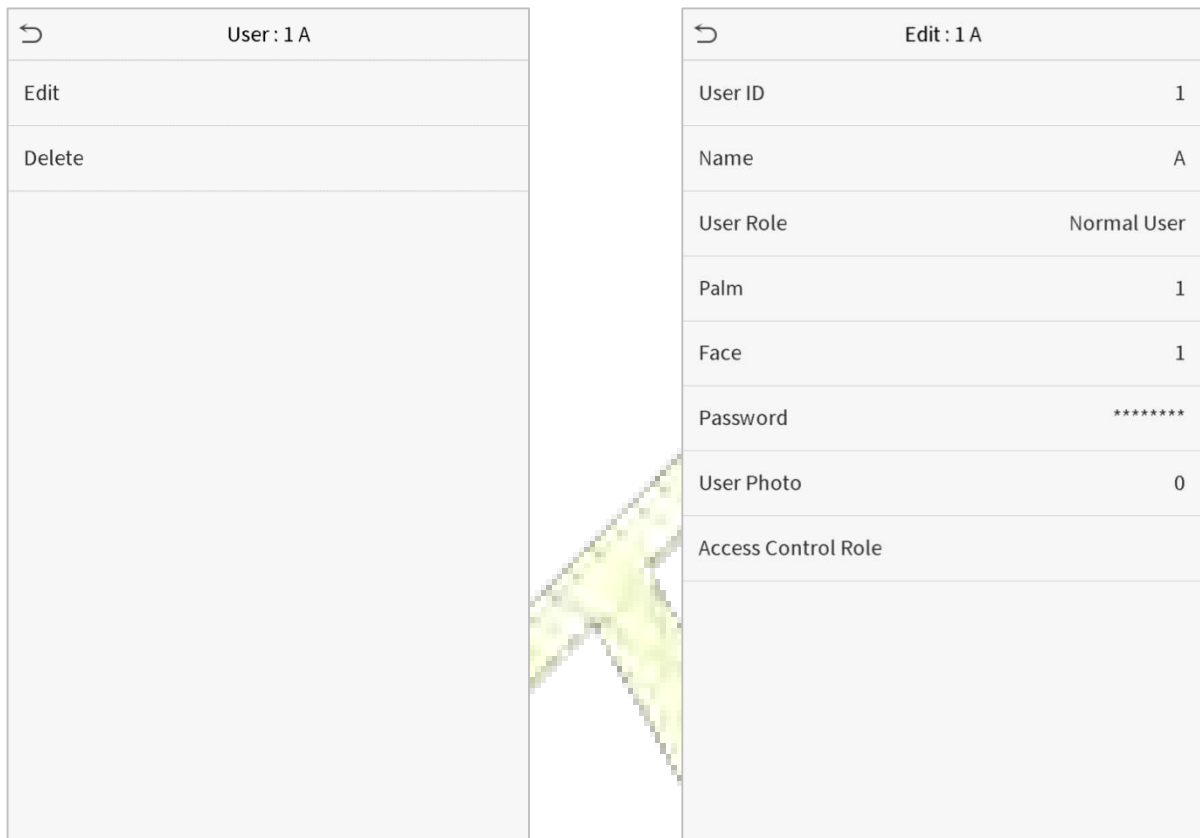 User : 1 A
Edit
Delete
Edit : 1 A
User ID 1
Name A
User Role Normal User
Palm 1
Face 1
Password ********
User Photo 0
Access Control Role